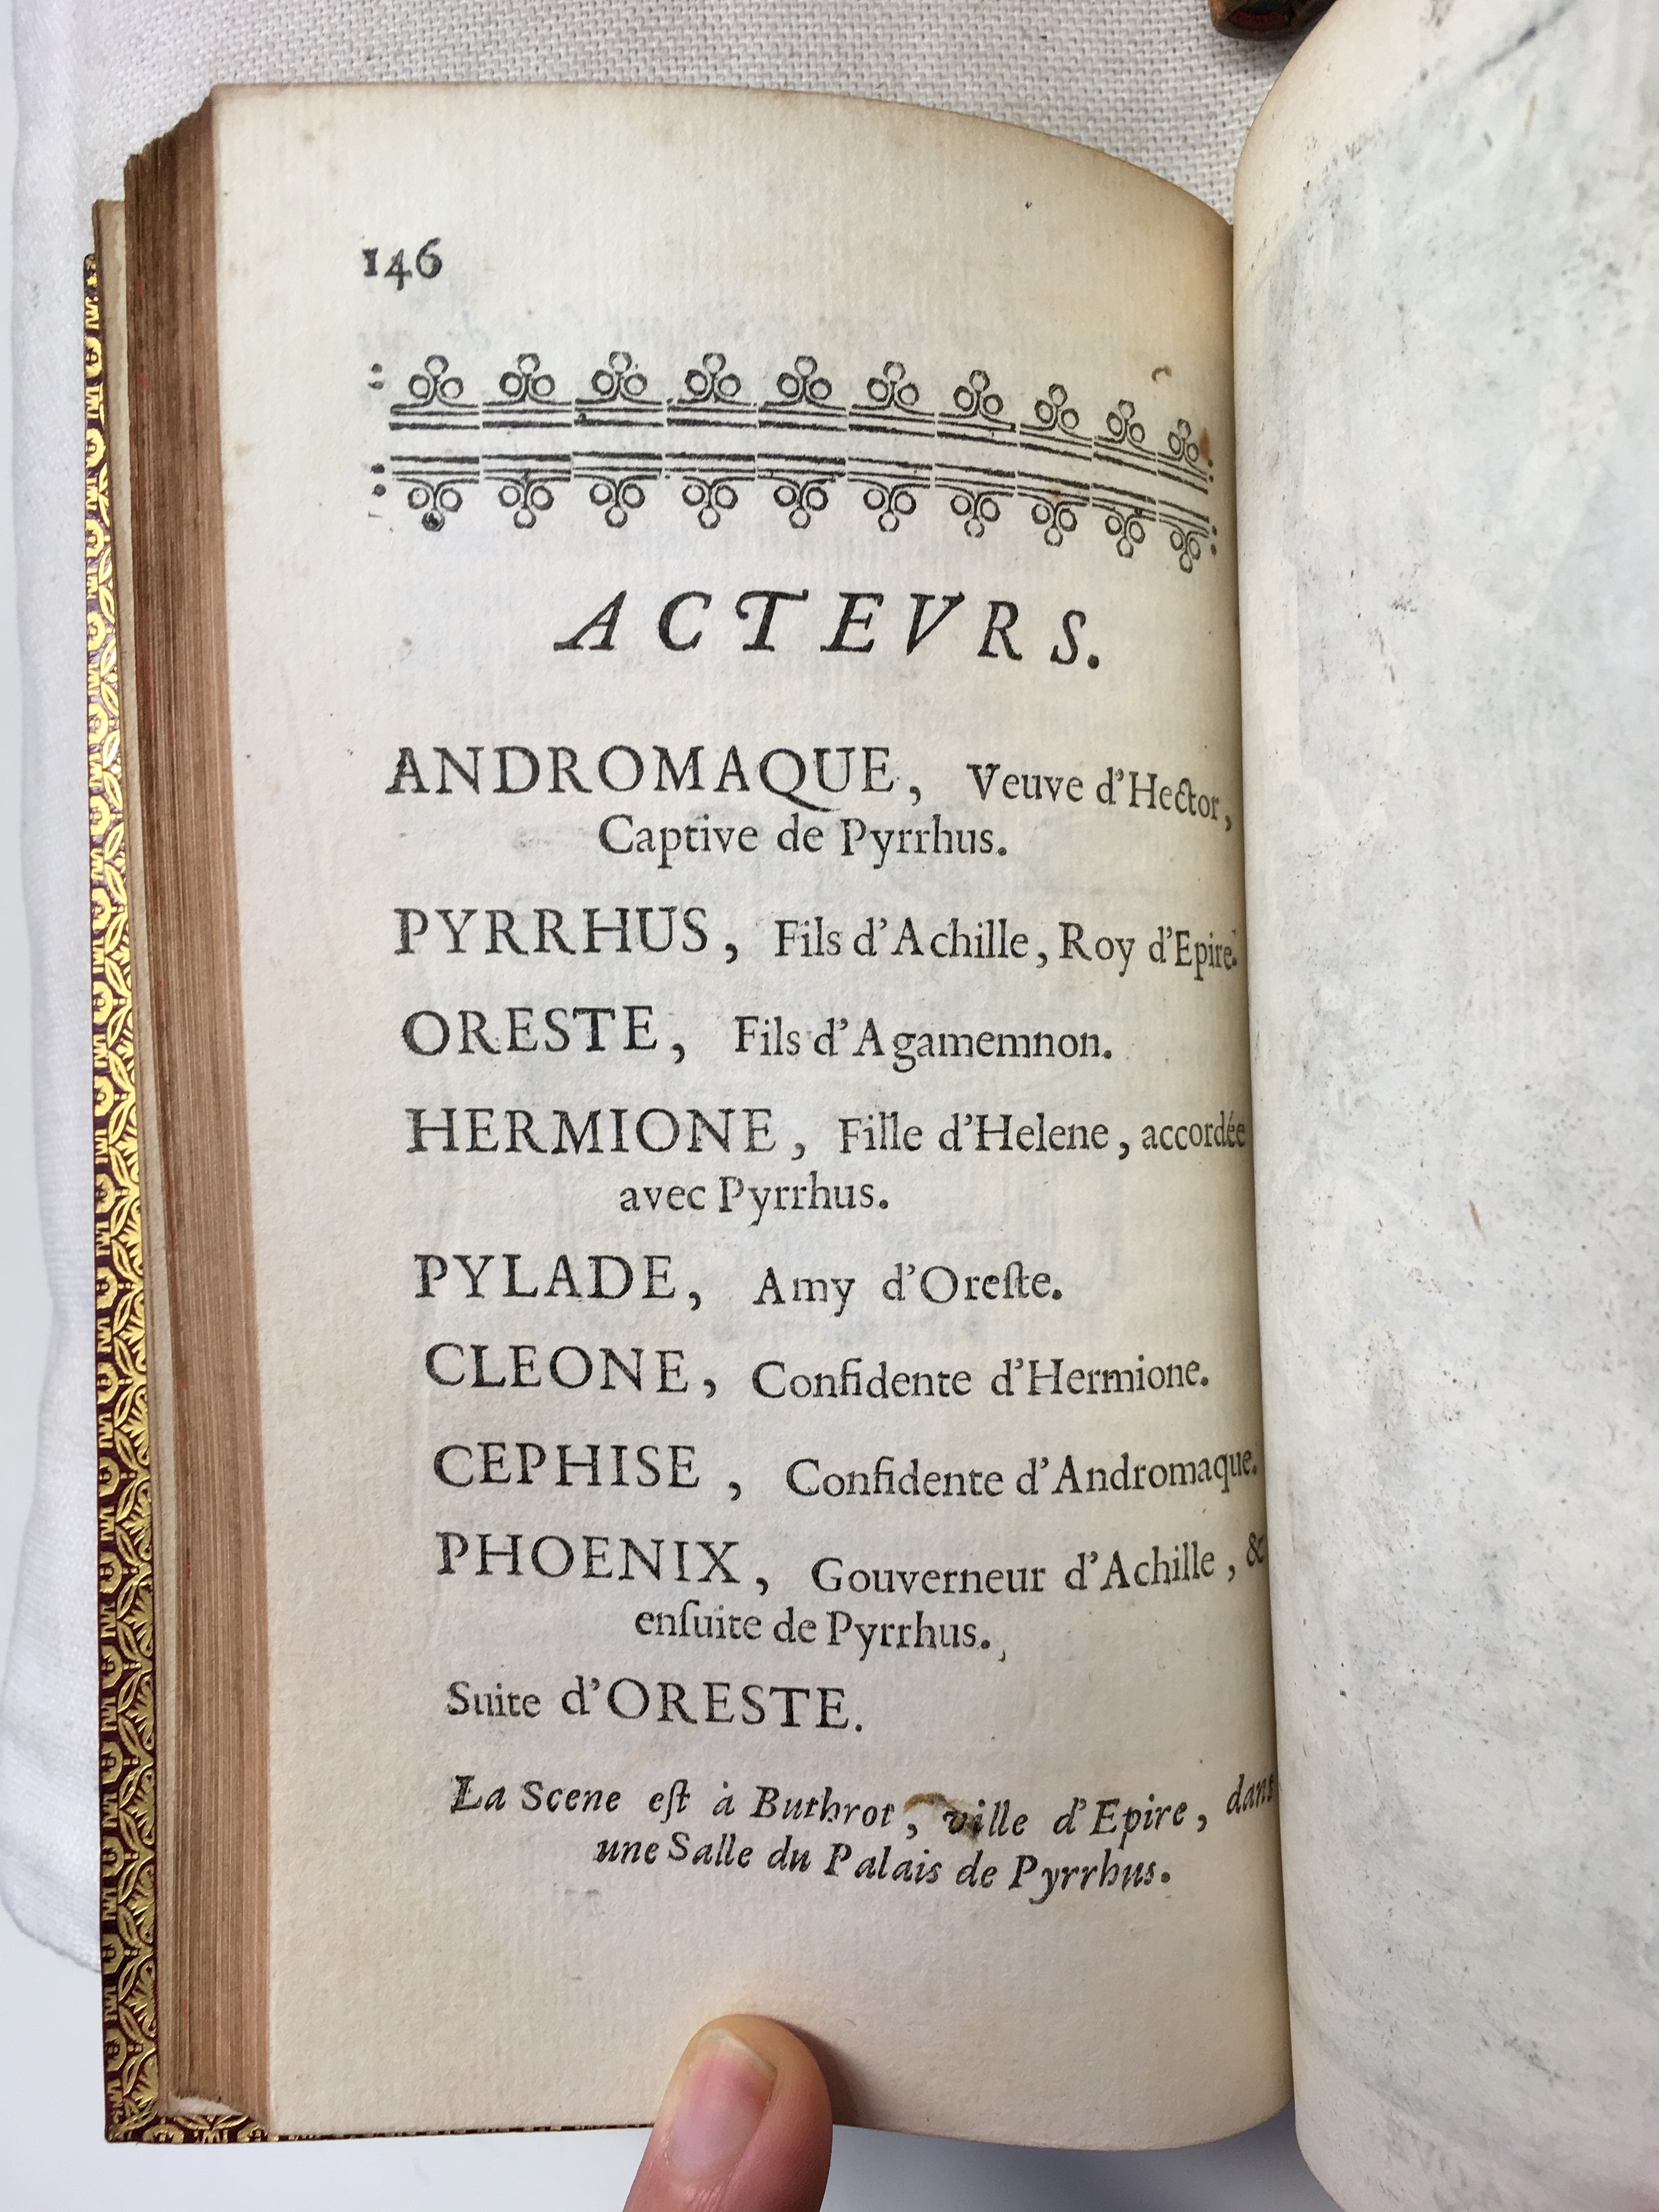 146
ACTEVRS.
ANDROMAQUE, Veuve d'Hector,
Captive de Pyrrhus.
PYRRHUS, Fils d'Achille, Roy d'Epire.
ORESTE, Fils d'Agamemnon.
HERMIONE, Fille d'Helene, accordée
avec Pyrrhus.
PYLADE, Amy d'Oreſte.
CLEONE, Confidente d'Hermione.
CEPHISE, Confidente d'Andromaque.
PHOENIX, Gouverneur d'Achille, &
enſuite de Pyrrhus.
Suite d'ORESTE.
La Scene eſt à Buthrot, ville d'Epire, dans
une Salle du Palais de Pyrrhus.